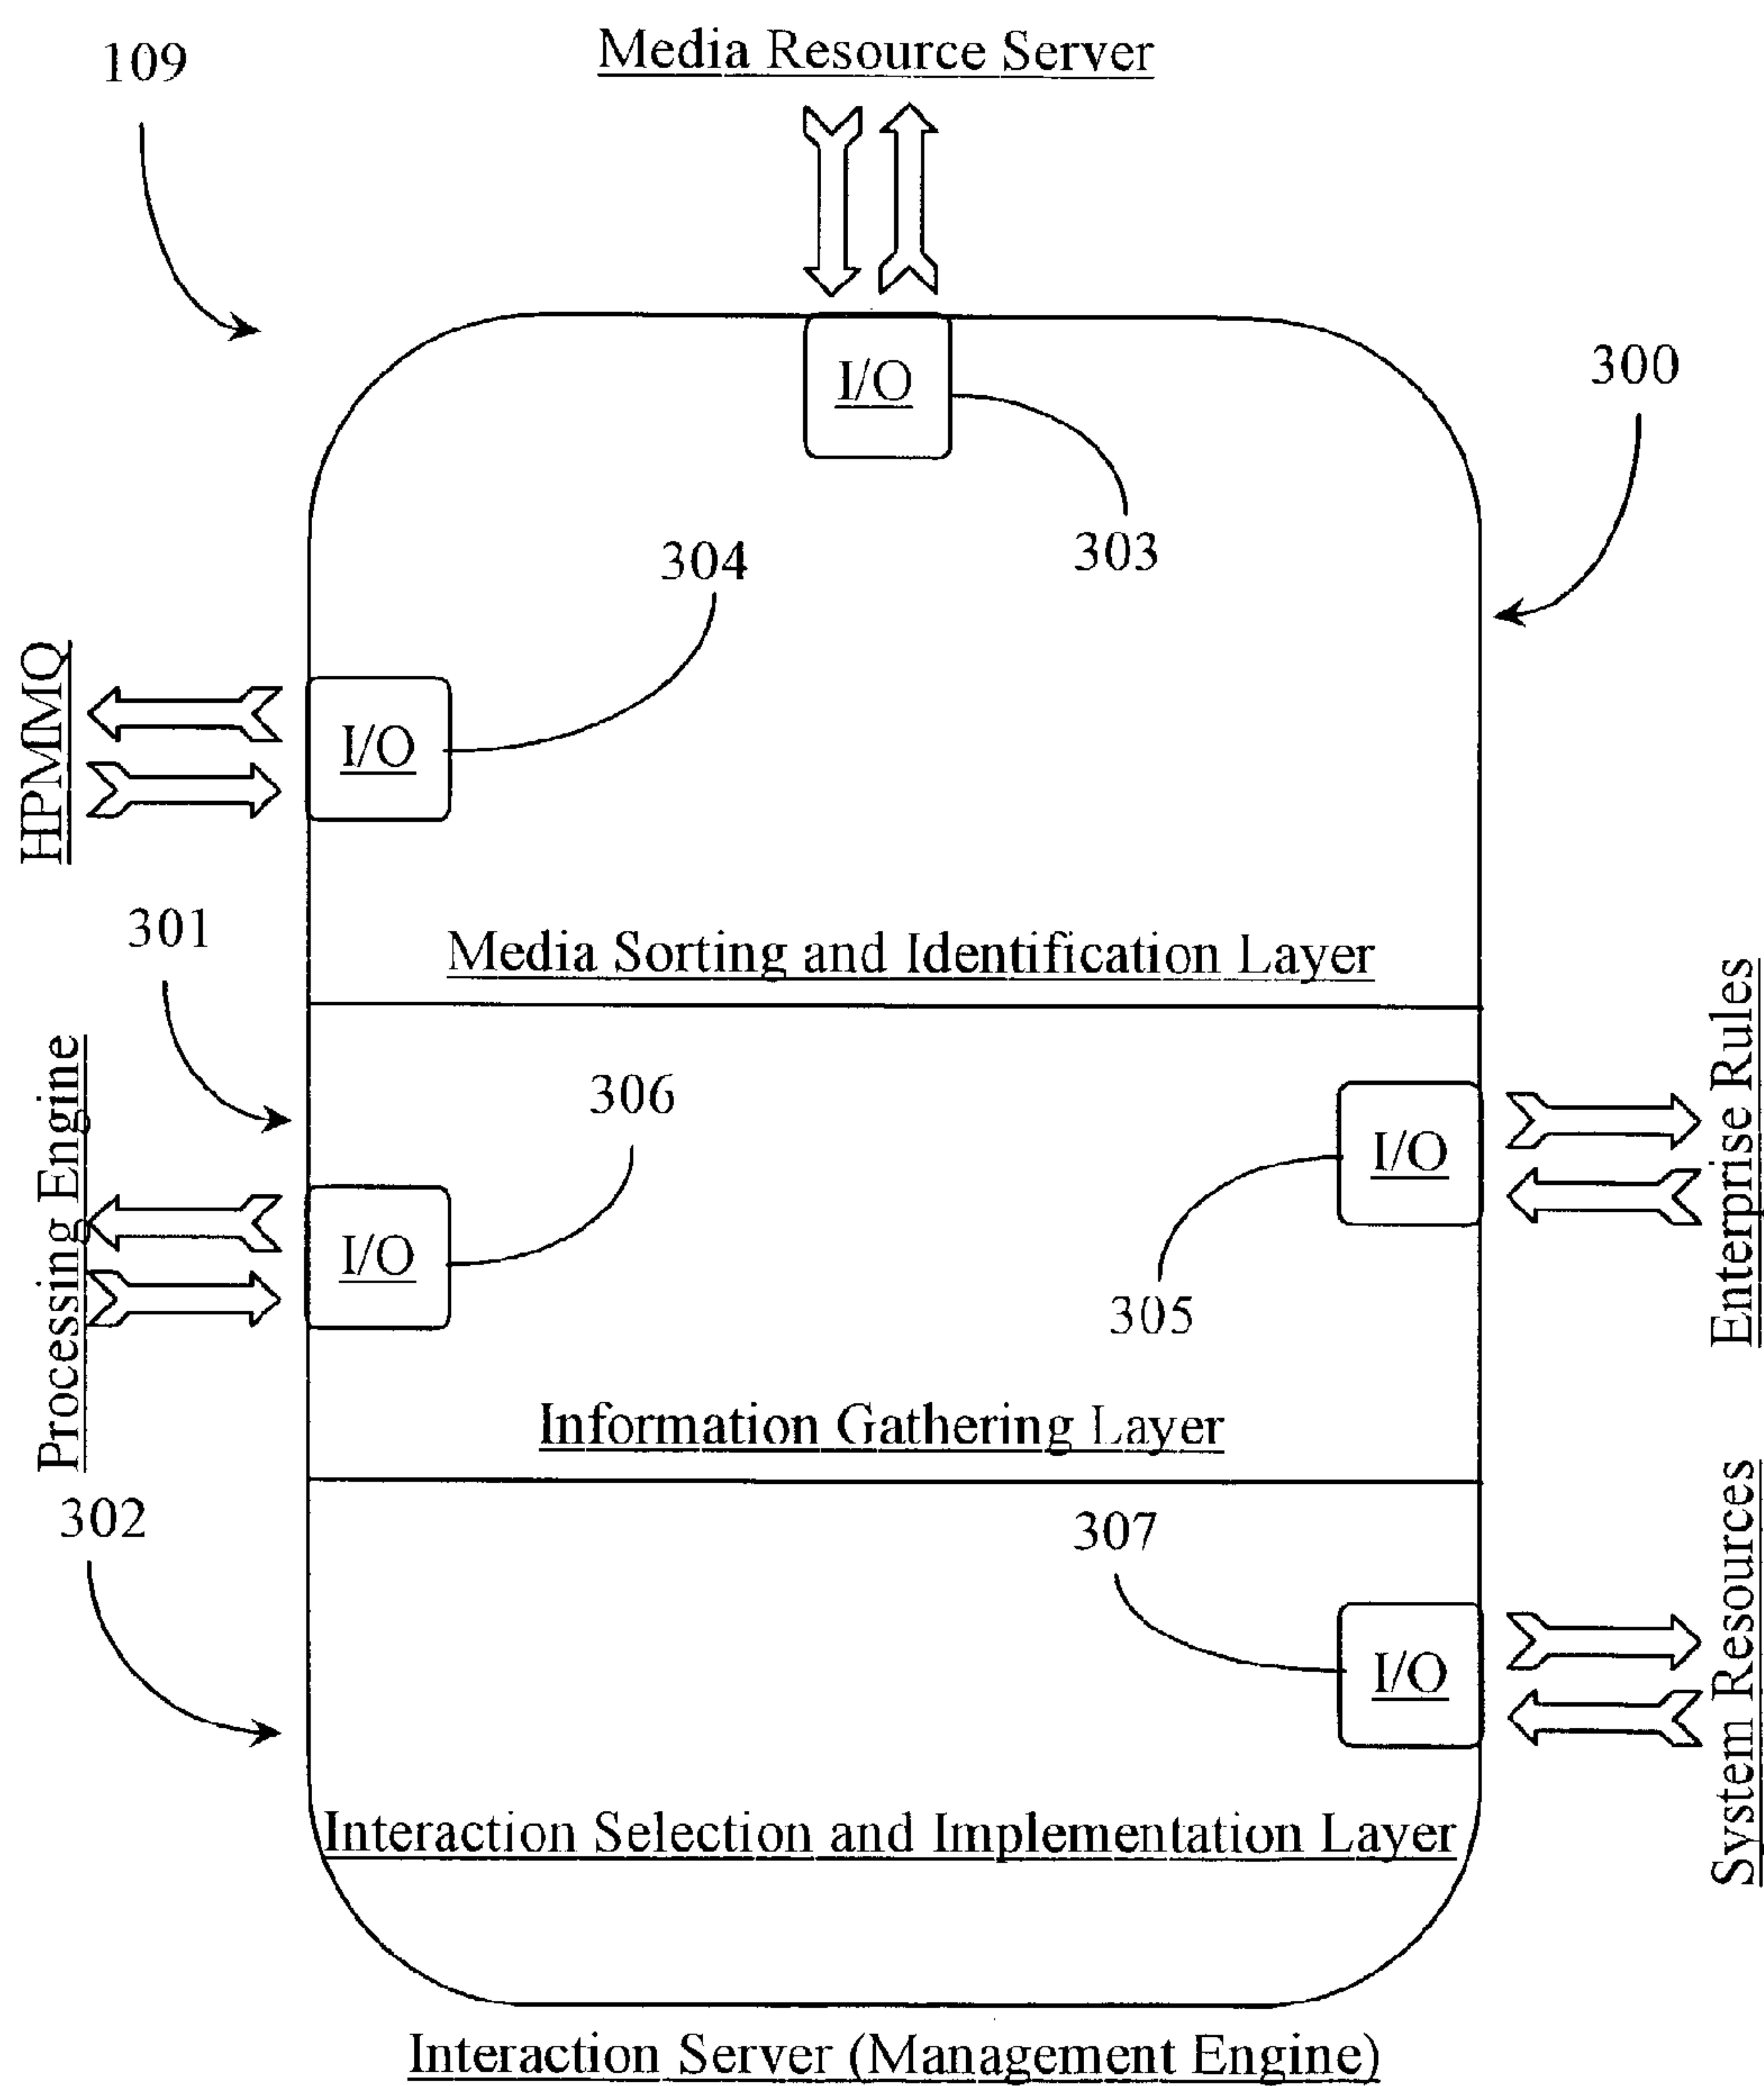 Media Resource Server
109
I/O
300
303
304
HPMMQ
I/O
301
Media Sorting and Identification Layer
Processing Engine
306
I/O
Enterprise Rules
I/O
305
Information Gathering Layer
302
307
I/O
System Resources
Interaction Selection and Implementation Layer
Interaction Server (Management Engine)